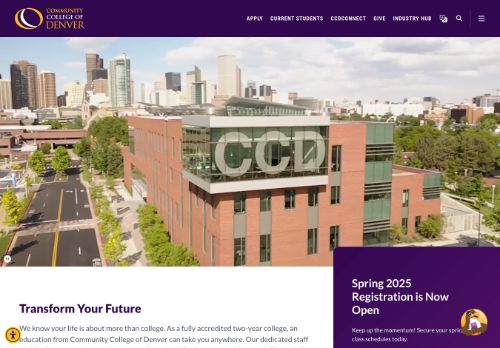 COMMUNITY
COLLEGE OF
DENVER
APPLY CURRENT STUDENTS CCDCONNECT GIVE INDUSTRY HUB
CCD
Transform Your Future
We know your life is about more than college. As a fully accredited two-year college, an
education from Community College of Denver can take you anywhere. Our dedicated staff
Spring 2025
Registration is Now
Open
Keep up the momentum! Secure your spring
class schedules today.